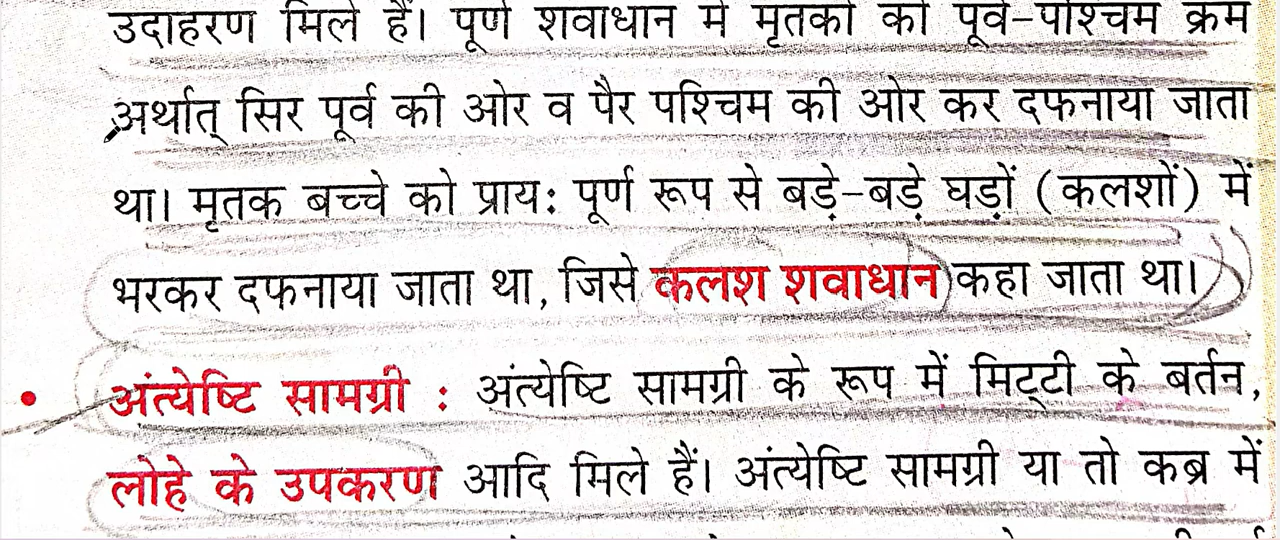 उदाहरण मिले हैं। पूर्ण शवाधान में मृतकों को पूर्व-पश्चिम क्रम
अर्थात् सिर पूर्व की ओर व पैर पश्चिम की ओर कर दफनाया जाता
था। मृतक बच्चे को प्राय: पूर्ण रूप से बड़े-बड़े घड़ों (कलशों) में
भरकर दफनाया जाता था, जिसे कलश शवाधान कहा जाता था।
• अंत्येष्टि सामग्री : अंत्येष्टि सामग्री के रूप में मिट्टी के बर्तन,
लोहे के उपकरण आदि मिले हैं। अंत्येष्टि सामग्री या तो कब्र में